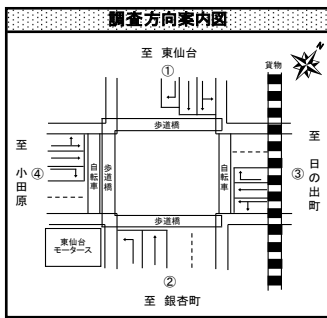 調査方向案内図
至 東仙台
①
N
貨物
歩道橋
至 小田原
④
自転車
歩道橋
自転車
③
至 日の出町
歩道橋
東仙台
モータース
②
至 銀杏町